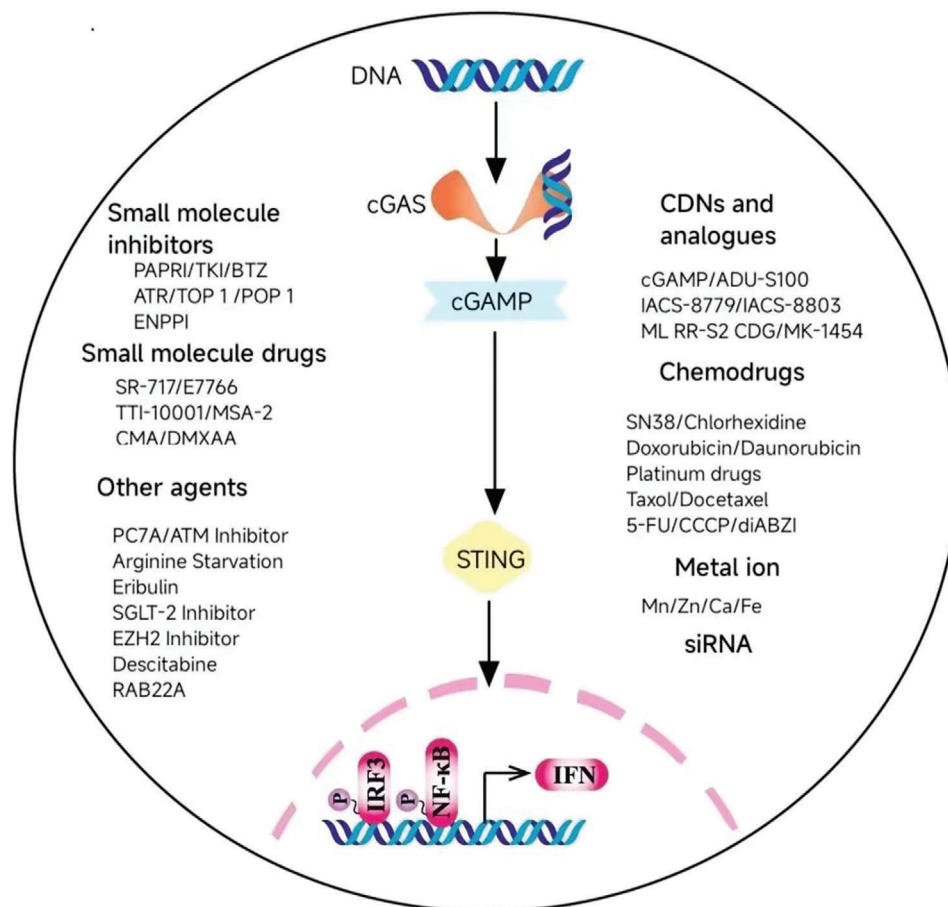 DNA
cGAS
cGAMP
STING
Small molecule
inhibitors
PAPRI/TKI/BTZ
ATR/TOP 1 /POP 1
ENPPI
Small molecule drugs
SR-717/E7766
TTI-10001/MSA-2
CMA/DMXAA
Other agents
PC7A/ATM Inhibitor
Arginine Starvation
Eribulin
SGLT-2 Inhibitor
EZH2 Inhibitor
Descitabine
RAB22A
CDNs and
analogues
cGAMP/ADU-S100
IACS-8779/IACS-8803
ML RR-S2 CDG/MK-1454
Chemodrugs
SN38/Chlorhexidine
Doxorubicin/Daunorubicin
Platinum drugs
Taxol/Docetaxel
5-FU/CCCP/diABZI
Metal ion
Mn/Zn/Ca/Fe
siRNA
P
IRF3
P
NF-κB
IFN